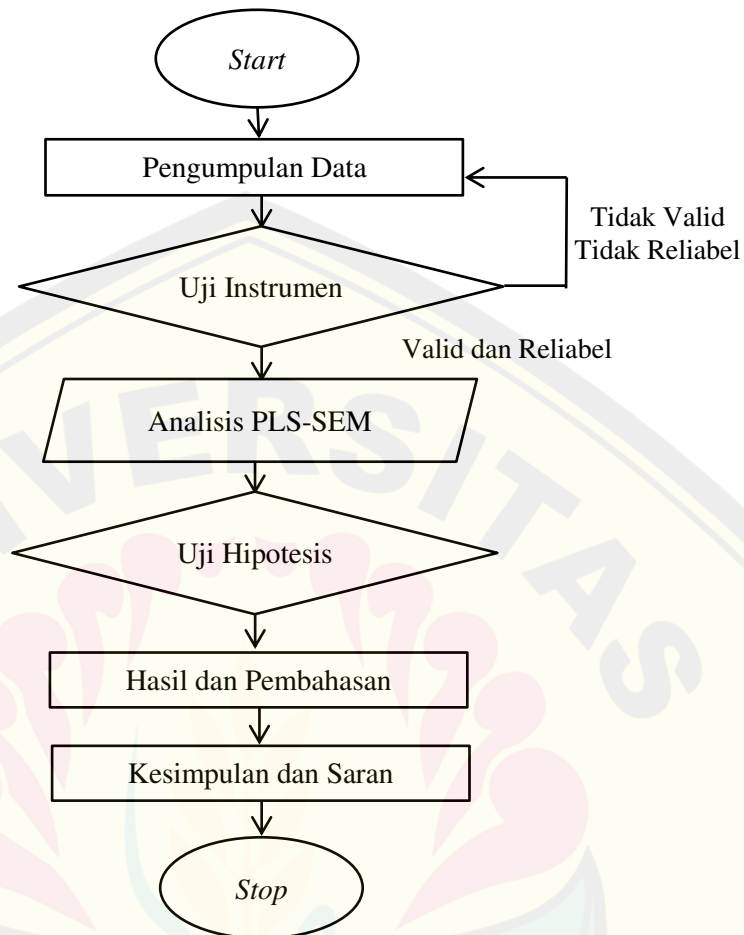 Start
Pengumpulan Data
Tidak Valid
Tidak Reliabel
Uji Instrumen
Valid dan Reliabel
Analisis PLS-SEM
Uji Hipotesis
Hasil dan Pembahasan
Kesimpulan dan Saran
Stop
VERSITAS